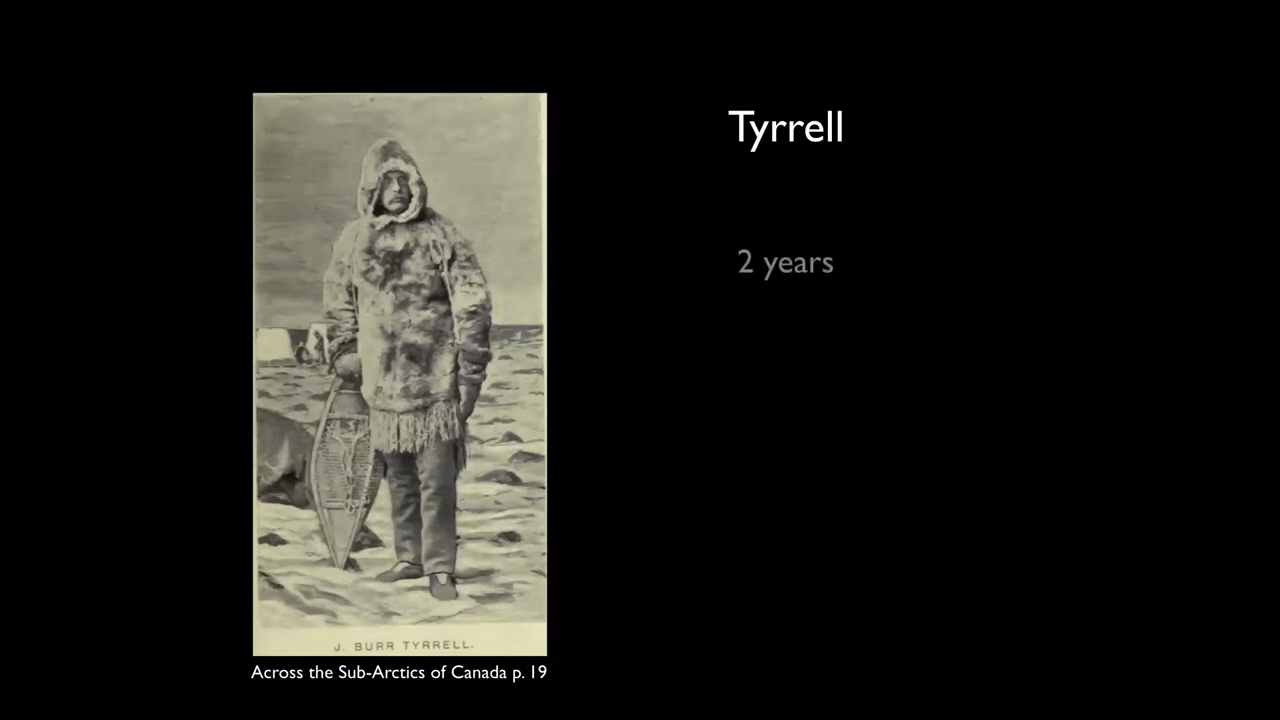 Tyrrell
2 years
J. BURR TYRRELL.
Across the Sub-Arctics of Canada p. 19